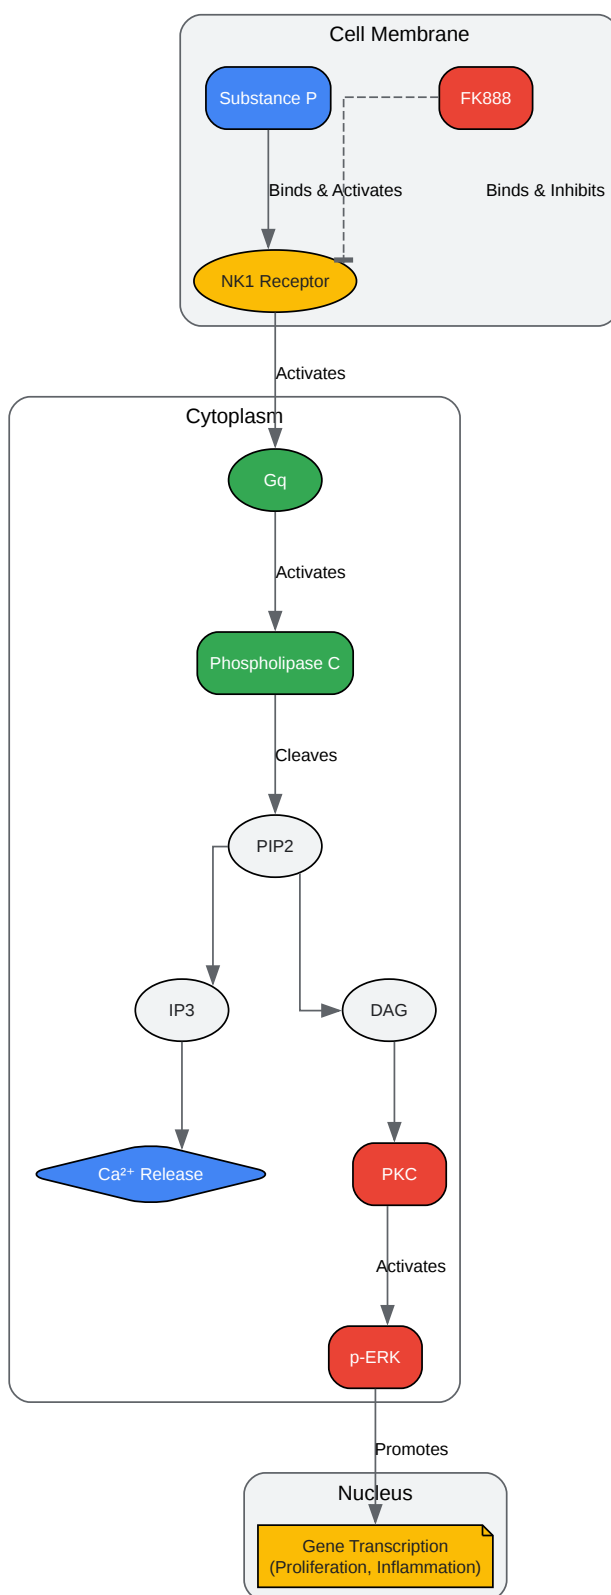 Cell Membrane
Substance P
FK888
Binds & Activates
Binds & Inhibits
NK1 Receptor
Activates
Cytoplasm
Gq
Activates
Phospholipase C
Cleaves
PIP2
IP3
DAG
Ca²⁺ Release
PKC
Activates
p-ERK
Promotes
Nucleus
Gene Transcription
(Proliferation, Inflammation)